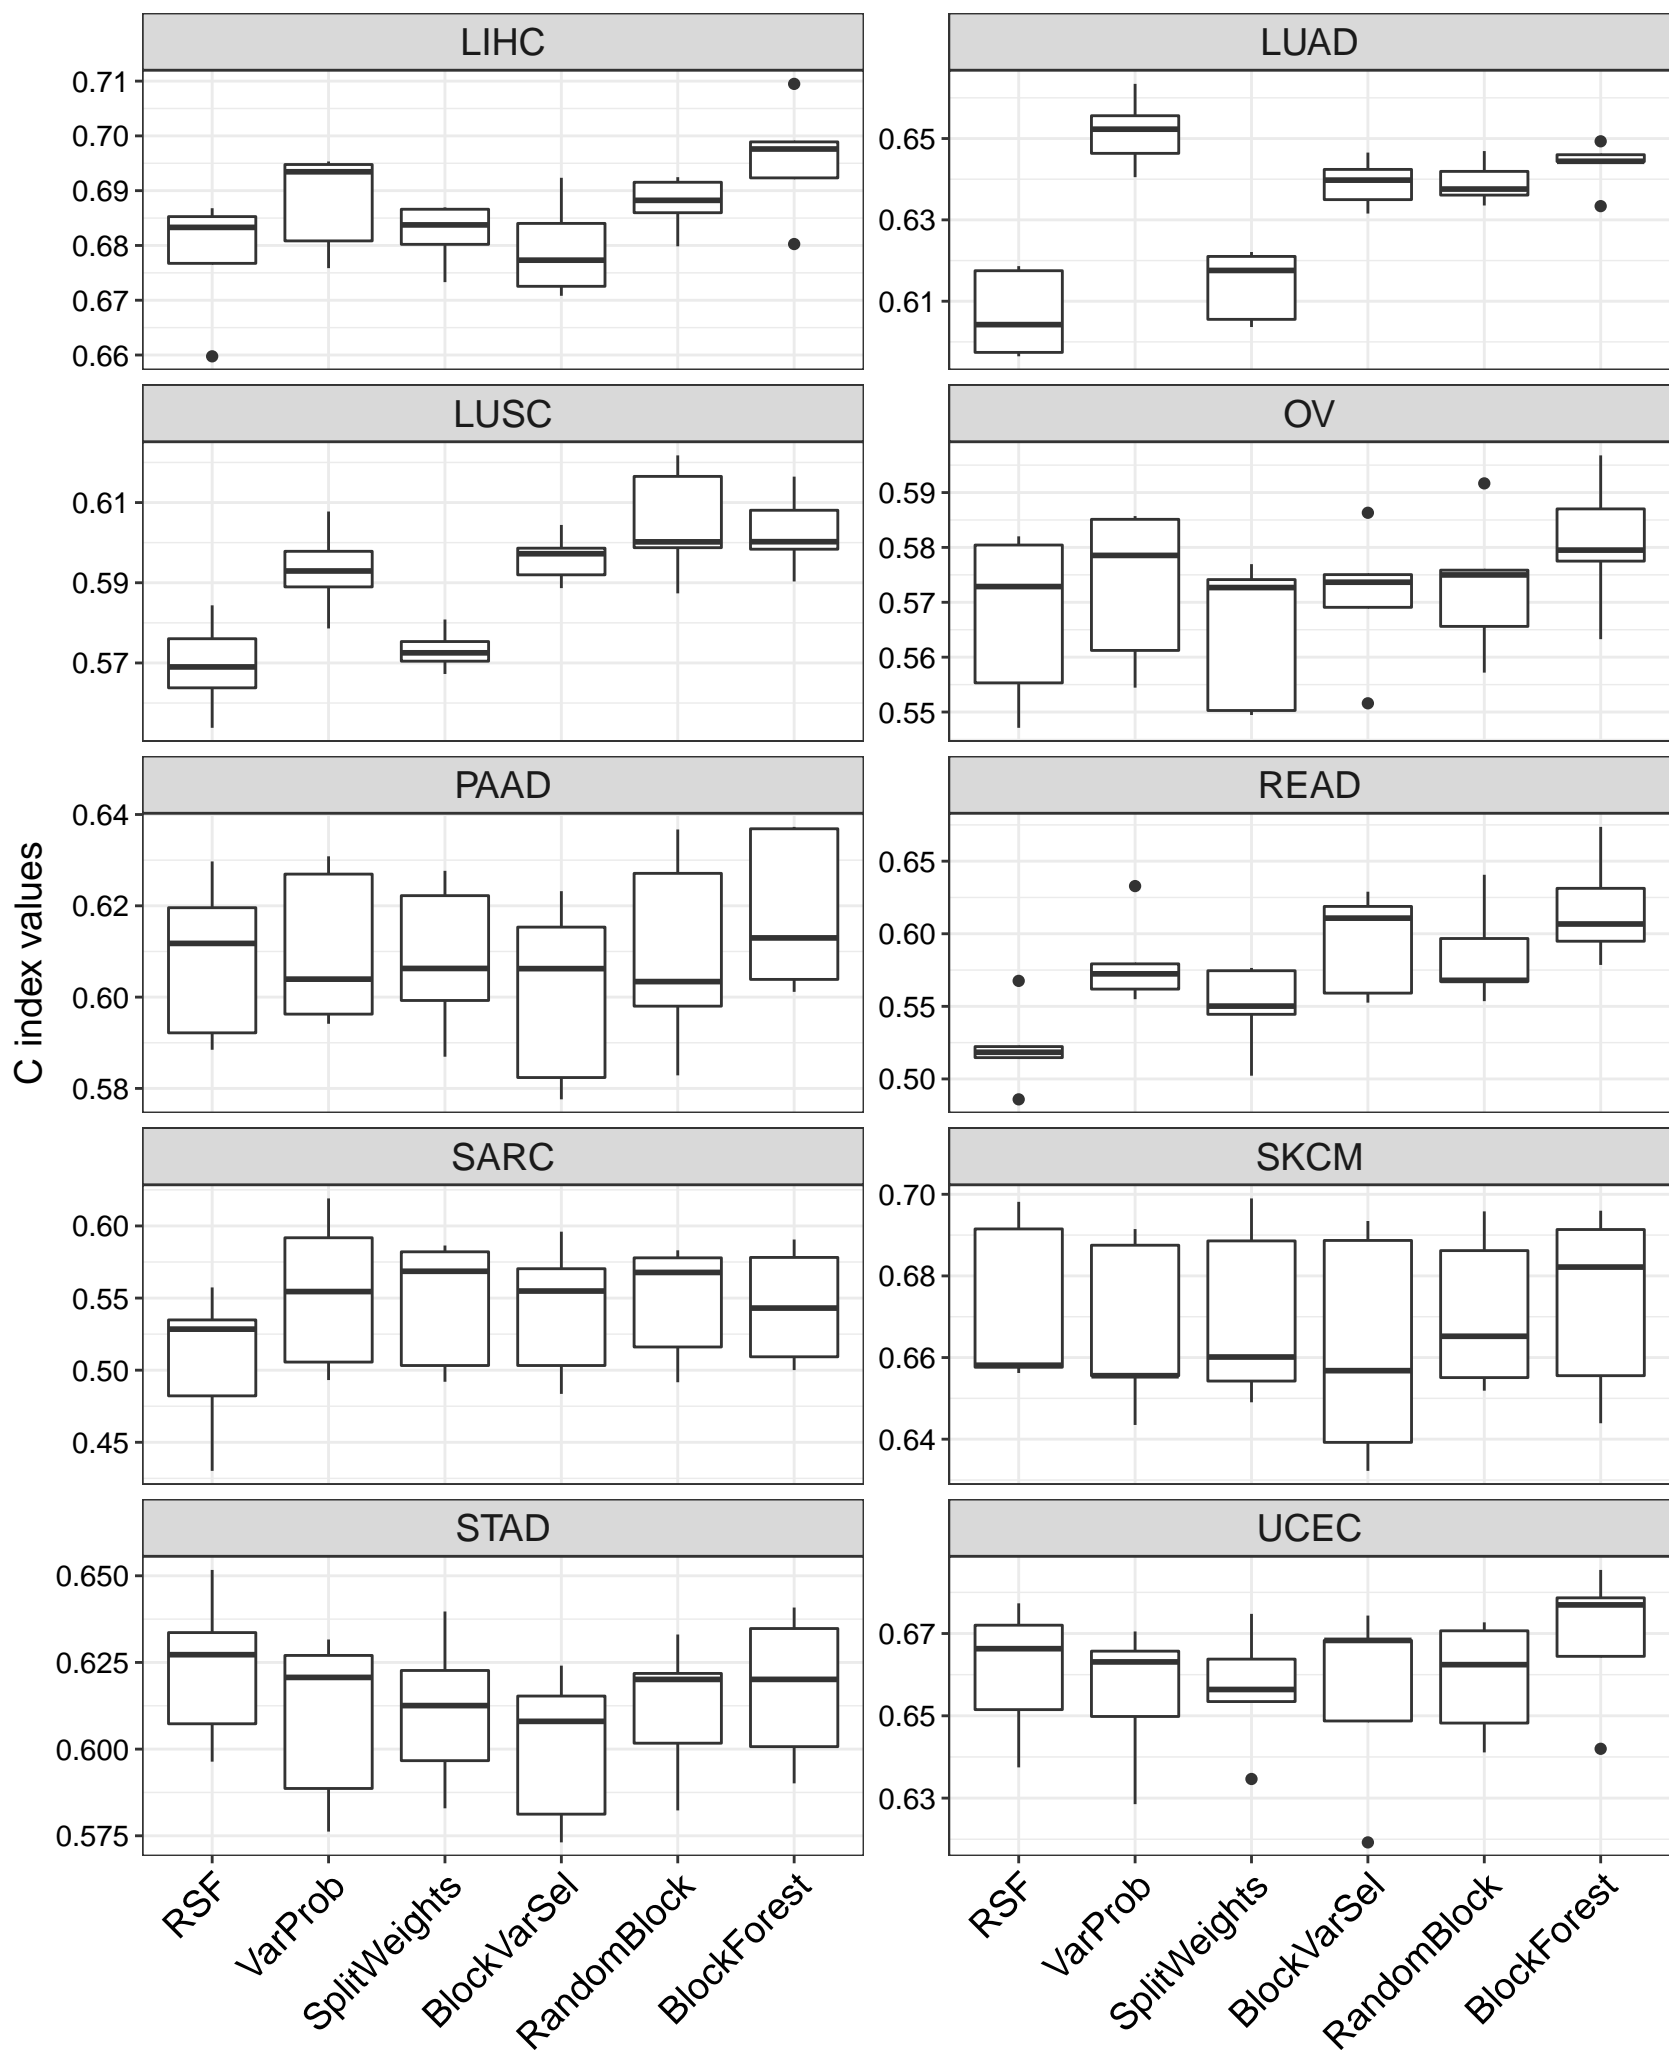 C index values
LIHC
0.71
0.70
0.69
0.68
0.67
0.66
LUAD
0.65
0.63
0.61
LUSC
0.61
0.59
0.57
OV
0.59
0.58
0.57
0.56
0.55
PAAD
0.64
0.62
0.60
0.58
READ
0.65
0.60
0.55
0.50
SARC
0.60
0.55
0.50
0.45
SKCM
0.70
0.68
0.66
0.64
STAD
0.650
0.625
0.600
0.575
UCEC
0.67
0.65
0.63
RSF
VarProb
SplitWeights
BlockVarSel
RandomBlock
BlockForest
RSF
VarProb
SplitWeights
BlockVarSel
RandomBlock
BlockForest